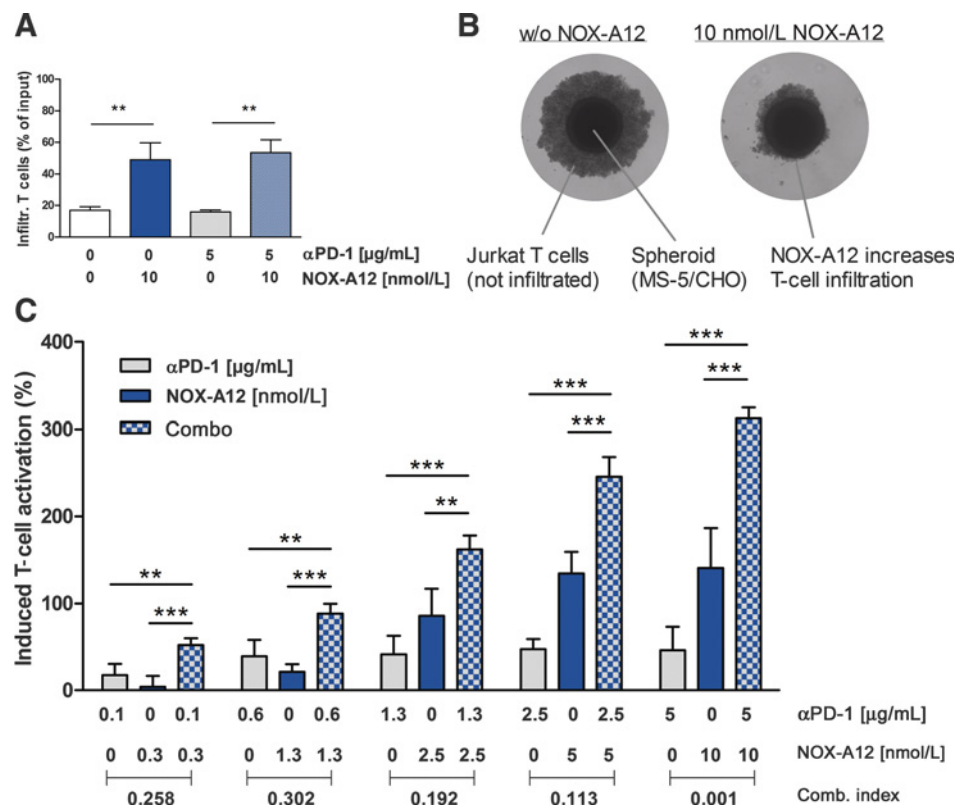 A
Infiltr. T cells (% of input)
100
80
60
40
20
0
** **
0 0 5 5 αPD-1 [µg/mL]
0 10 0 10 NOX-A12 [nmol/L]
B
w/o NOX-A12 10 nmol/L NOX-A12
Jurkat T cells
(not infiltrated)
Spheroid
(MS-5/CHO)
NOX-A12 increases
T-cell infiltration
C
Induced T-cell activation (%)
400
300
200
100
0
αPD-1 [µg/mL]
NOX-A12 [nmol/L]
Combo
** ***
** ***
*** **
*** ***
*** ***
0.1 0 0.1 0.6 0 0.6 1.3 0 1.3 2.5 0 2.5 5 0 5 αPD-1 [µg/mL]
0 0.3 0.3 0 1.3 1.3 0 2.5 2.5 0 5 5 0 10 10 NOX-A12 [nmol/L]
0.258 0.302 0.192 0.113 0.001 Comb. index